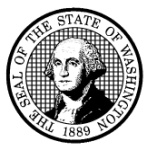 THE SEAL OF THE STATE OF WASHINGTON
1889